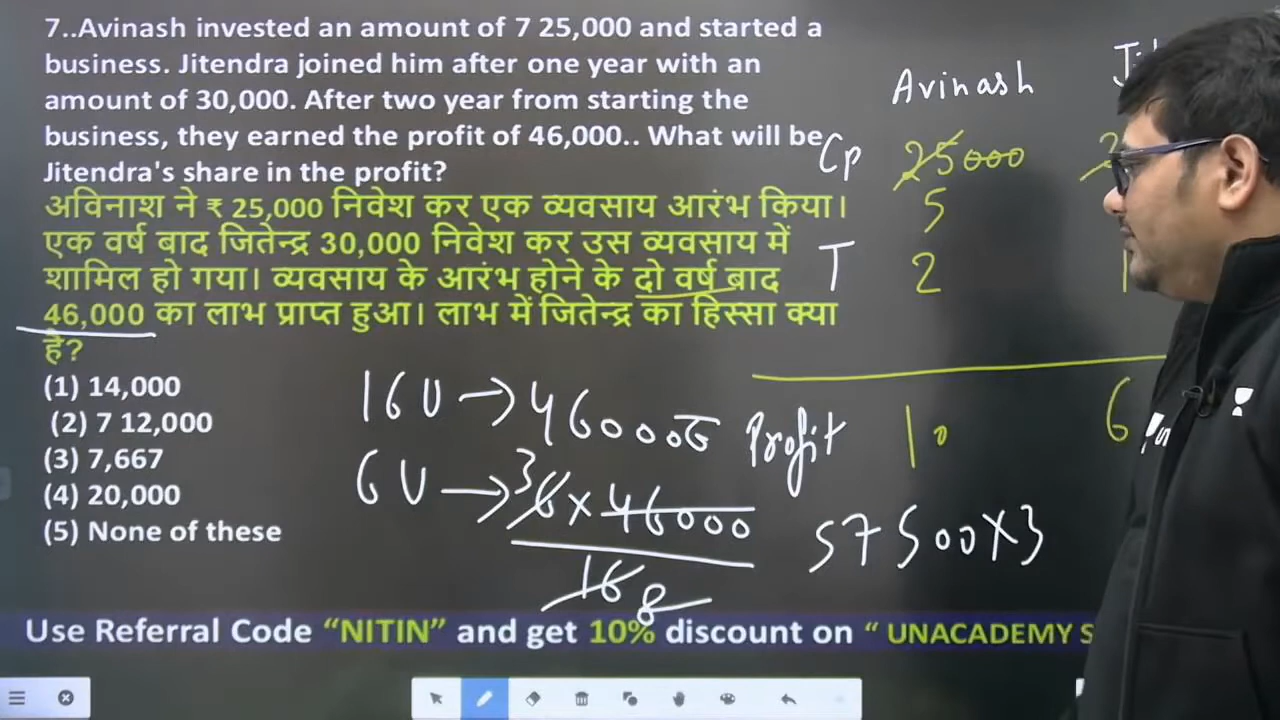 7..Avinash invested an amount of 7 25,000 and started a
business. Jitendra joined him after one year with an
amount of 30,000. After two year from starting the
business, they earned the profit of 46,000.. What will be
Jitendra's share in the profit?
अविनाश ने ₹ 25,000 निवेश कर एक व्यवसाय आरंभ किया।
एक वर्ष बाद जितेन्द्र 30,000 निवेश कर उस व्यवसाय में
शामिल हो गया। व्यवसाय के आरंभ होने के दो वर्ष बाद
46,000 का लाभ प्राप्त हुआ। लाभ में जितेन्द्र का हिस्सा क्या
है?
(1) 14,000
(2) 7 12,000
(3) 7,667
(4) 20,000
(5) None of these
Avinash
Cp 25000
5
T 2 1
Profit 10 6
16U → 46000
6U → 6 x 46000
3
16 8
57500X3
Use Referral Code “NITIN” and get 10% discount on “ UNACADEMY S